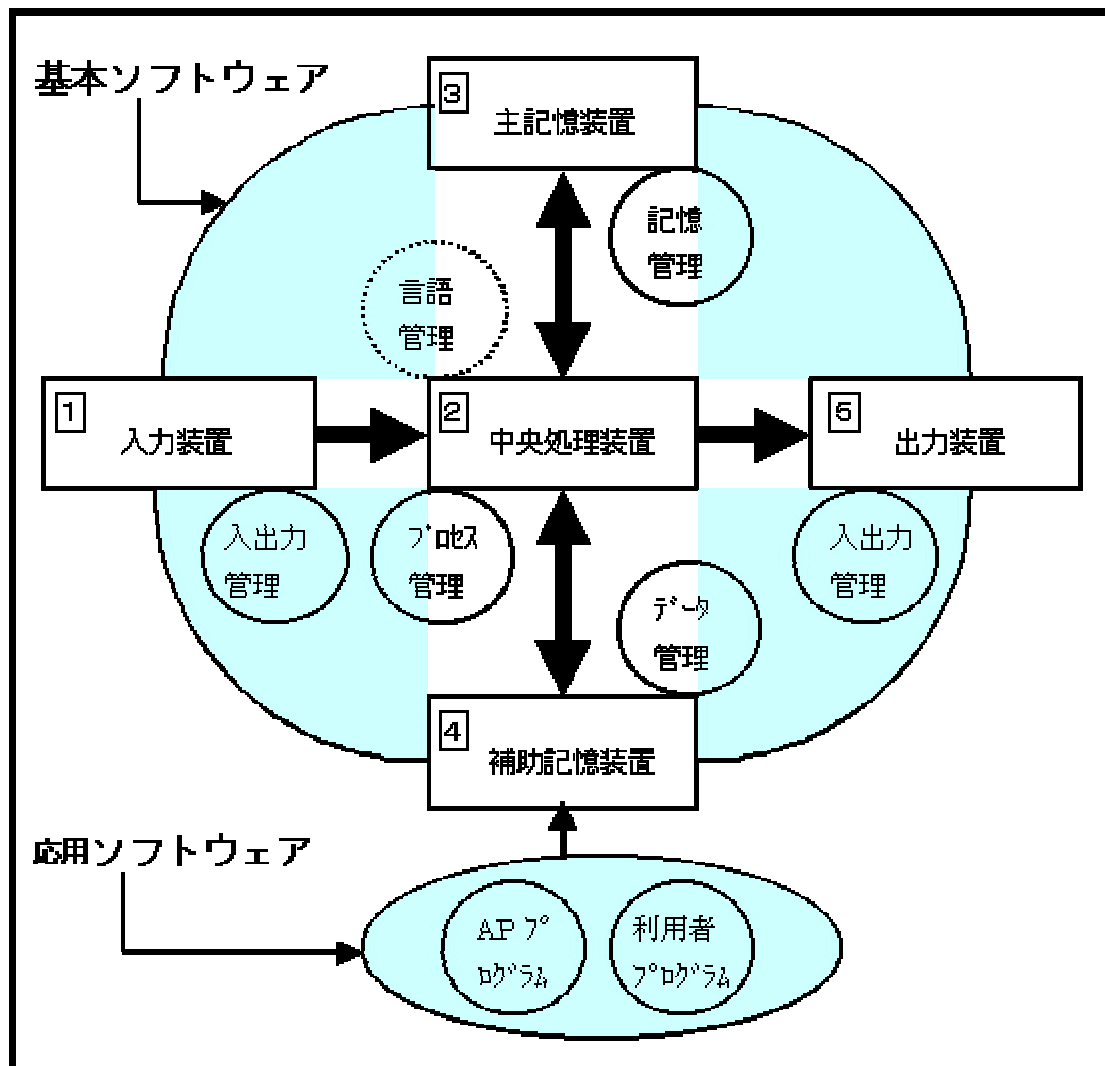 基本ソフトウェア
3
主記憶装置
記憶
管理
言語
管理
1
入力装置
2
中央処理装置
5
出力装置
入出力
管理
ﾌﾟﾛｾｽ
管理
ﾃﾞｰﾀ
管理
入出力
管理
4
補助記憶装置
応用ソフトウェア
APﾌﾟ
ﾛｸﾞﾗﾑ
利用者
ﾌﾟﾛｸﾞﾗﾑ